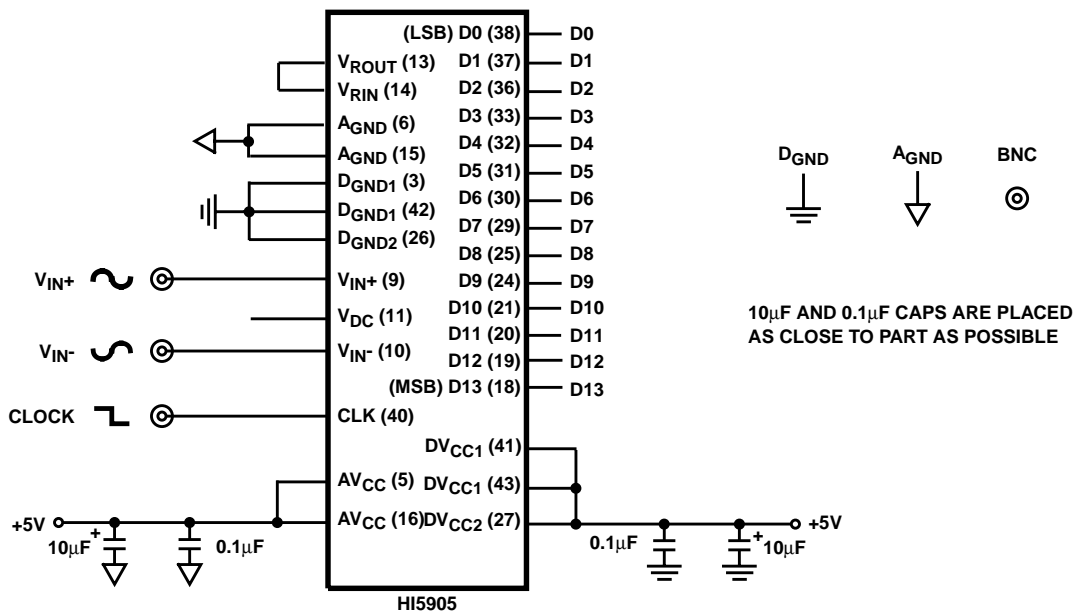 (LSB) D0 (38)
D0
VROUT (13)
D1 (37)
D1
VRIN (14)
D2 (36)
D2
AGND (6)
D3 (33)
D3
D4 (32)
D4
AGND (15)
D5 (31)
D5
DGND1 (3)
D6 (30)
D6
DGND1 (42)
D7 (29)
D7
DGND2 (26)
D8 (25)
D8
VIN+
VIN+ (9)
D9 (24)
D9
D10 (21)
D10
VDC (11)
D11 (20)
D11
VIN-
VIN- (10)
D12 (19)
D12
(MSB) D13 (18)
D13
CLOCK
CLK (40)
DVCC1 (41)
AVCC (5)
DVCC1 (43)
+5V
AVCC (16)
DVCC2 (27)
+5V
10μF
+
0.1μF
0.1μF
+
10μF
HI5905
DGND
AGND
BNC
10μF AND 0.1μF CAPS ARE PLACED
AS CLOSE TO PART AS POSSIBLE